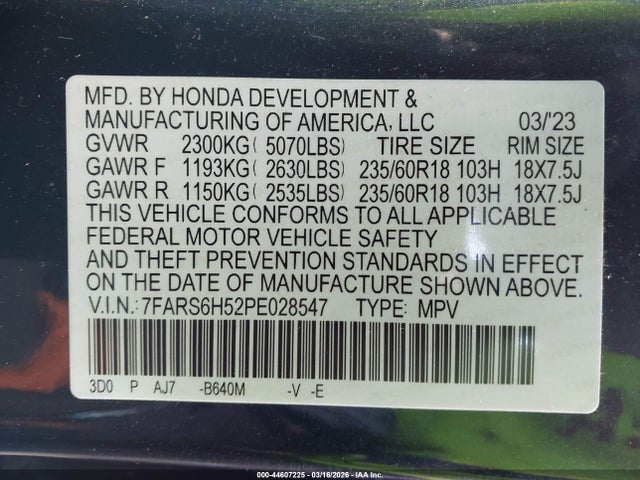 MFD. BY HONDA DEVELOPMENT &
MANUFACTURING OF AMERICA, LLC 03/'23
GVWR 2300KG( 5070LBS) TIRE SIZE RIM SIZE
GAWR F 1193KG( 2630LBS) 235/60R18 103H 18X7.5J
GAWR R 1150KG( 2535LBS) 235/60R18 103H 18X7.5J
THIS VEHICLE CONFORMS TO ALL APPLICABLE
FEDERAL MOTOR VEHICLE SAFETY
AND THEFT PREVENTION STANDARDS IN EFFECT
ON THE DATE OF MANUFACTURE SHOWN ABOVE.
V.I.N.:7FARS6H52PE028547 TYPE: MPV
3D0 P AJ7 -B640M -V -E
000-44607225 - 03/16/2026 - IAA Inc.